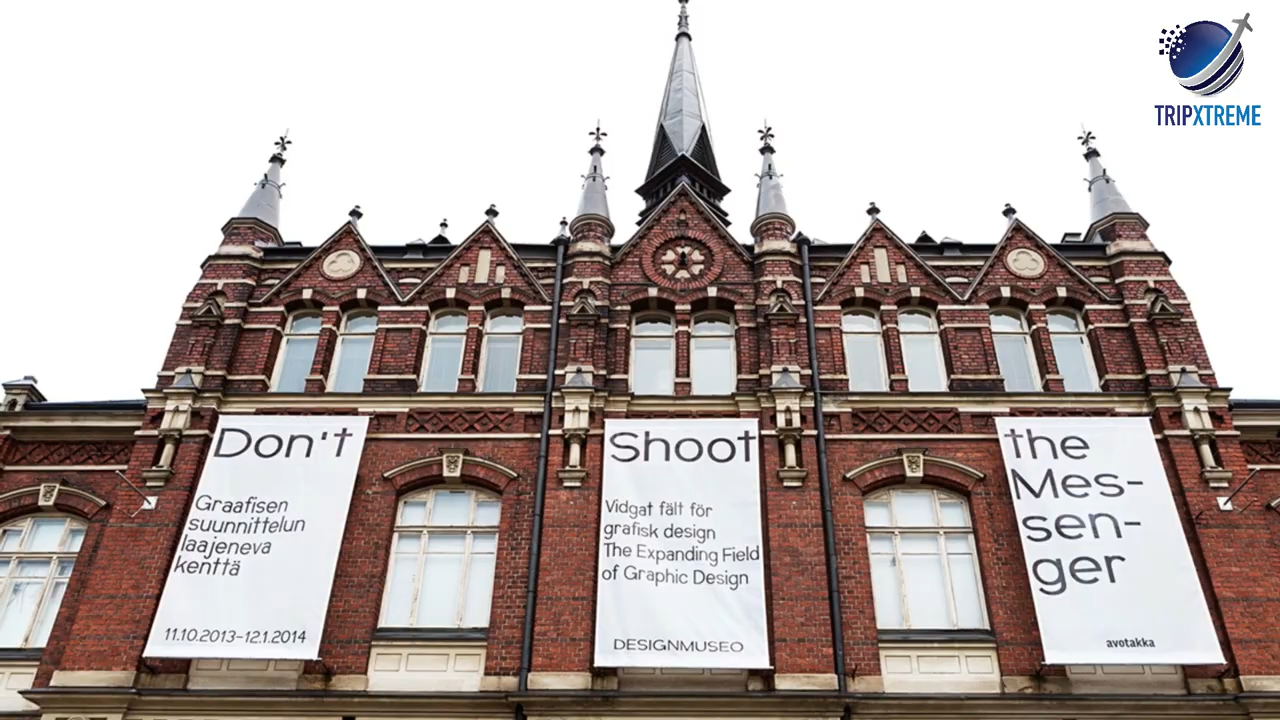 TRIPXTREME
Don't
Graafisen
suunnittelun
laajeneva
kenttä
11.10.2013-12.1.2014
Shoot
Vidgat fält för
grafisk design
The Expanding Field
of Graphic Design
DESIGNMUSEO
the
Mes-
sen-
ger
avotakka